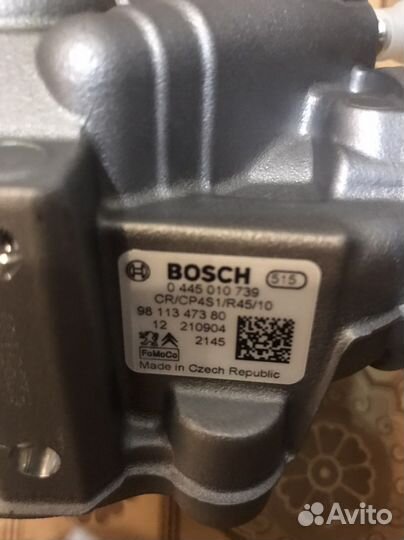 BOSCH 515
0 445 010 739
CR/CP4S1/R45/10
98 113 473 80
12 210904
2145
FoMoCo
Made in Czech Republic
Avito